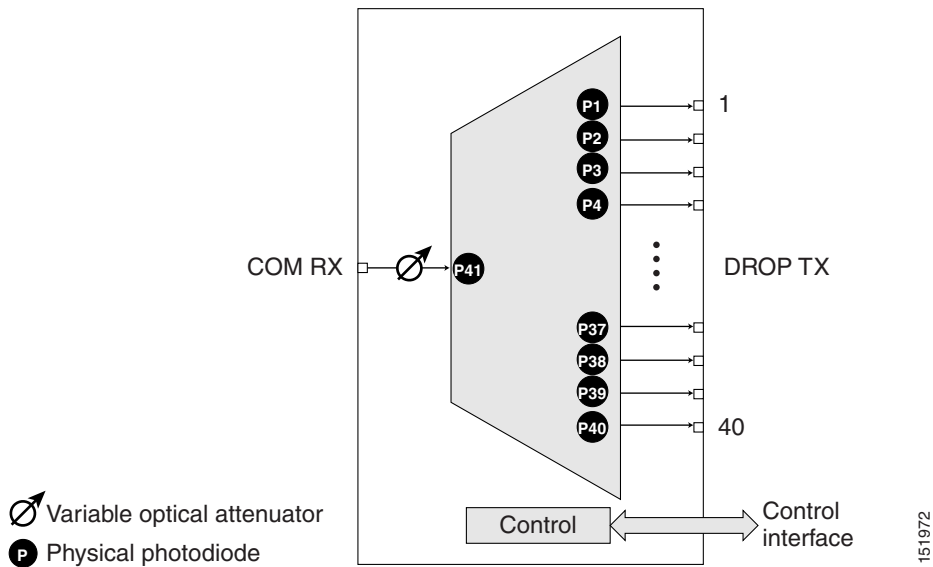 P1
1
P2
P3
P4
COM RX
P41
DROP TX
P37
P38
P39
P40
40
Variable optical attenuator
Control
Control
interface
P
Physical photodiode
151972